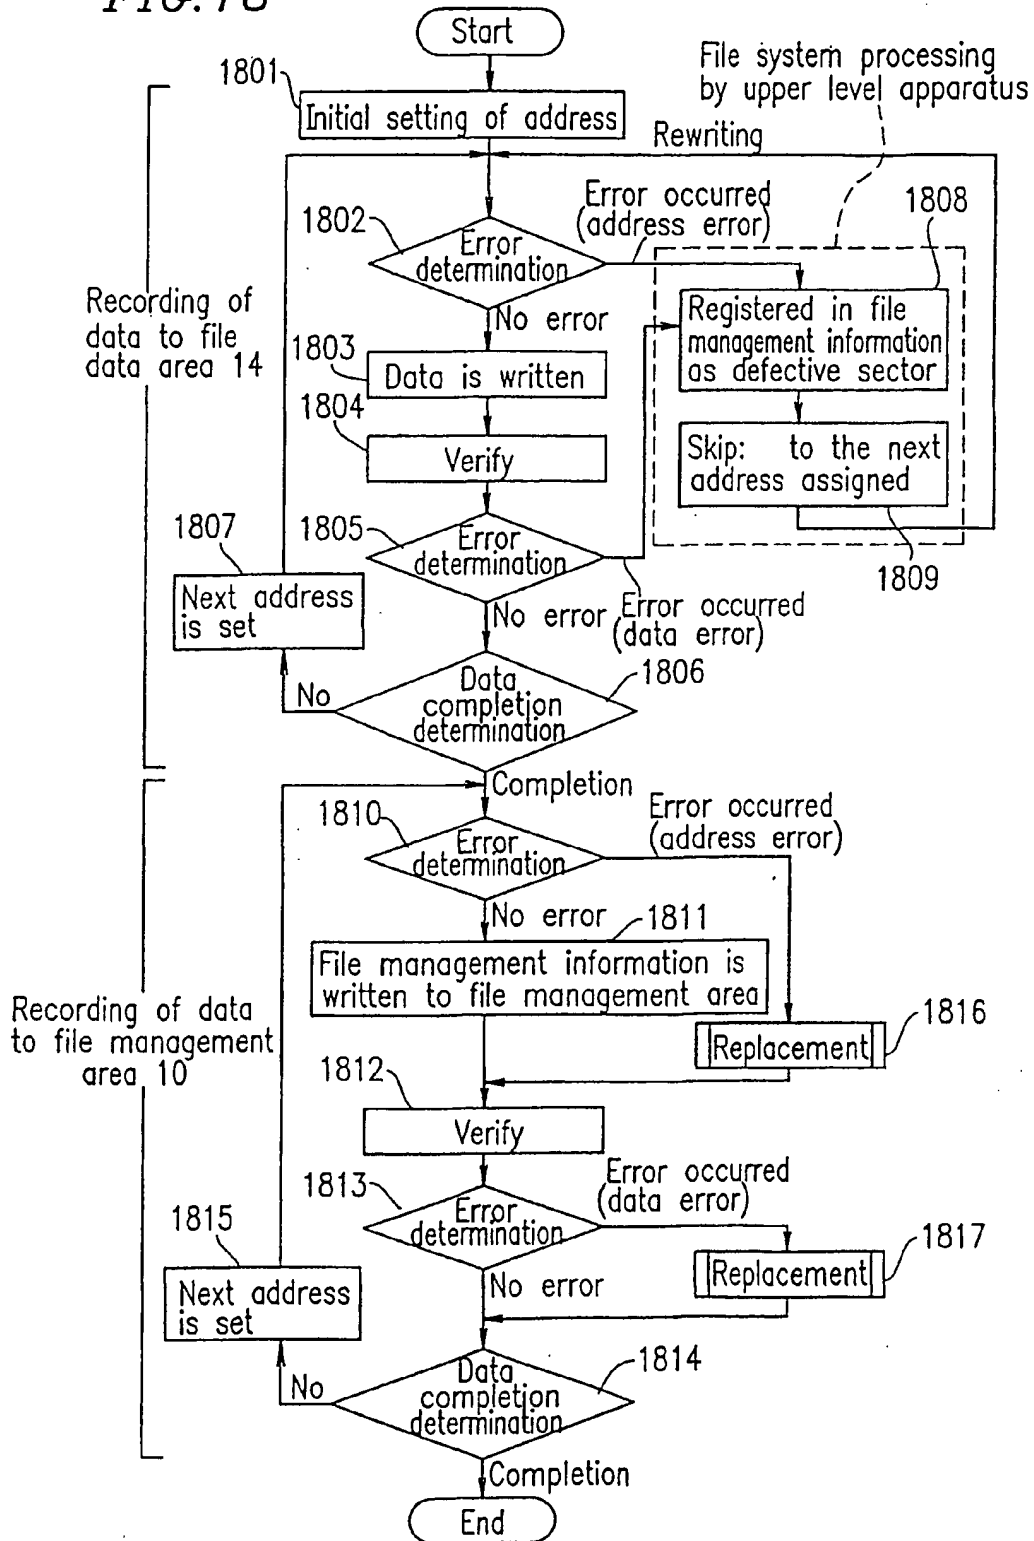 FIG. 18
Start
File system processing
by upper level apparatus
1801
Initial setting of address
Rewriting
Error occurred
(address error)
1808
1802
Error
determination
Recording of
data to file
data area 14
No error
Registered in file
management information
as defective sector
1803
Data is written
1804
Verify
Skip: to the next
address assigned
1807
1805
Error
determination
1809
Next address
is set
No error
Error occurred
(data error)
1806
No
Data
completion
determination
Completion
1810
Error occurred
(address error)
Error
determination
No error
1811
File management information is
written to file management area
Recording of data
to file management
area 10
1816
Replacement
1812
Verify
1813
Error occurred
(data error)
1815
Error
determination
1817
Next address
is set
Replacement
No error
1814
No
Data
completion
determination
Completion
End